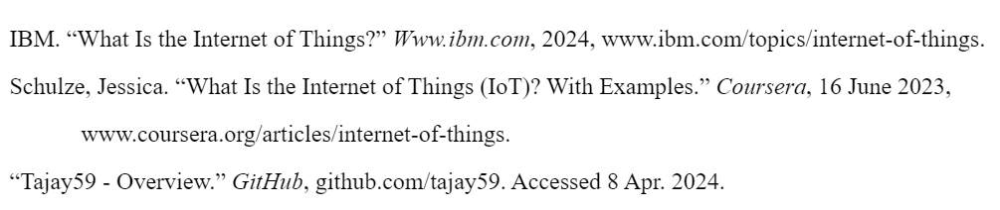 IBM. “What Is the Internet of Things?” Www.ibm.com, 2024, www.ibm.com/topics/internet-of-things.
Schulze, Jessica. “What Is the Internet of Things (IoT)? With Examples.” Coursera, 16 June 2023,
www.coursera.org/articles/internet-of-things.
“Tajay59 - Overview.” GitHub, github.com/tajay59. Accessed 8 Apr. 2024.